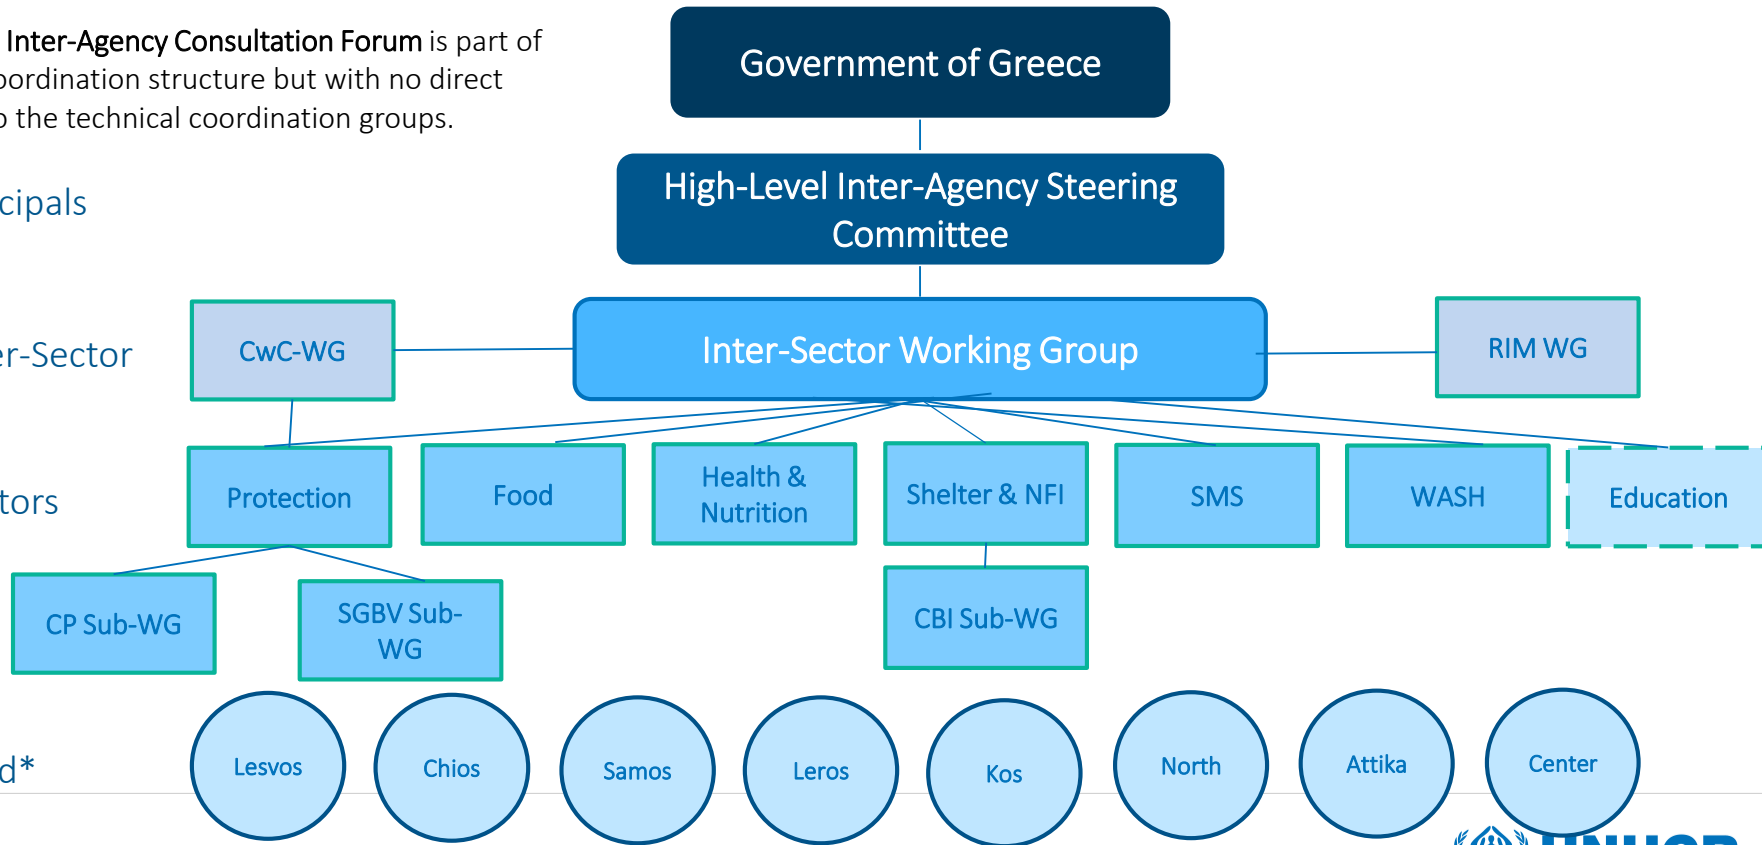 Inter-Agency Consultation Forum is part of
oordination structure but with no direct
o the technical coordination groups.
Government of Greece
High-Level Inter-Agency Steering
Committee
cipals
CwC-WG
Inter-Sector Working Group
RIM WG
er-Sector
Protection
Food
Health &
Nutrition
Shelter & NFI
SMS
WASH
Education
tors
CP Sub-WG
SGBV Sub-
WG
CBI Sub-WG
Lesvos
Chios
Samos
Leros
Kos
North
Attika
Center
d*
UNHCR